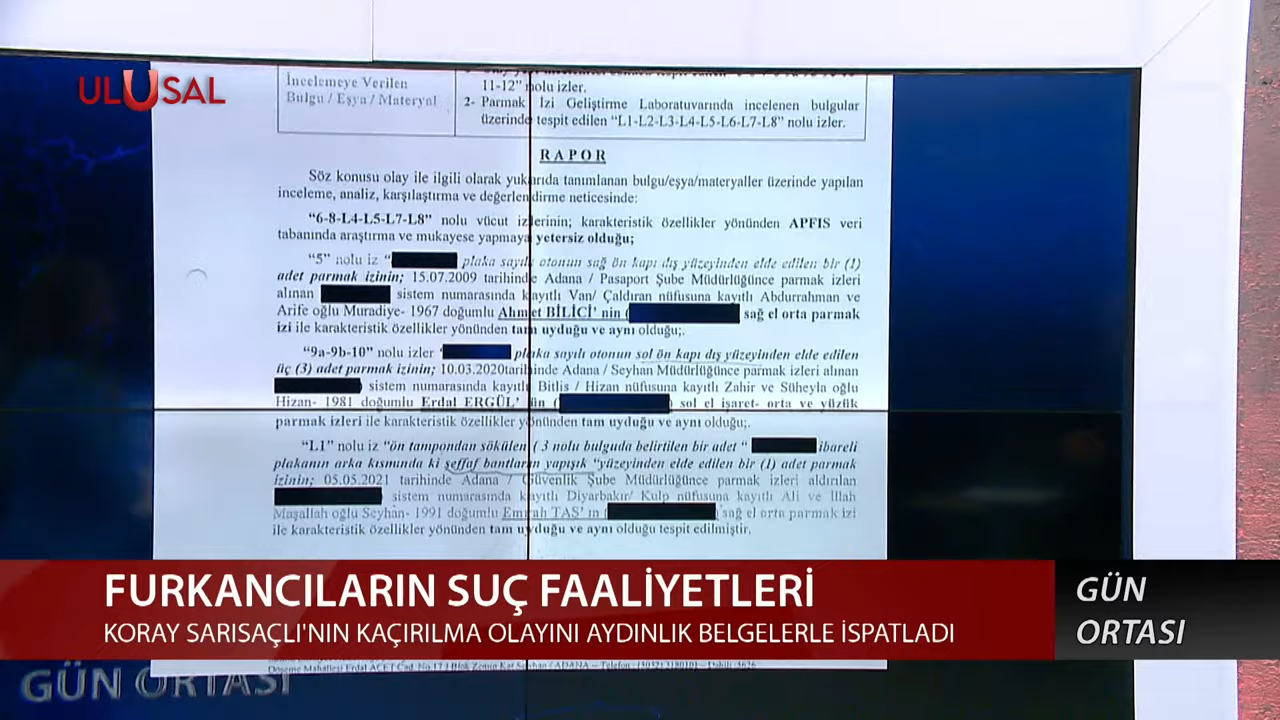 ULUSAL
İncelemeye Verilen
Bulgu / Eşya / Materyal
11-12” nolu izler.
2- Parmak İzi Geliştirme Laboratuvarında incelenen bulgular
üzerinde tespit edilen “L1-L2-L3-L4-L5-L6-L7-L8” nolu izler.
RAPOR
Söz konusu olay ile ilgili olarak yukarıda tanımlanan bulgu/eşya/materyaller üzerinde yapılan
inceleme, analiz, karşılaştırma ve değerlendirme neticesinde:
“6-8-L4-L5-L7-L8” nolu vücut izlerinin; karakteristik özellikler yönünden APFIS veri
tabanında araştırma ve mukayese yapmaya yetersiz olduğu;
“5” nolu iz “ plaka sayılı otonun sağ ön kapı dış yüzeyinden elde edilen bir (1)
adet parmak izinin; 15.07.2009 tarihinde Adana / Pasaport Şube Müdürlüğünce parmak izleri
alınan sistem numarasında kayıtlı Van/ Çaldıran nüfusuna kayıtlı Abdurrahman ve
Arife oğlu Muradiye- 1967 doğumlu Ahmet BİLİCİ’ nin ( sağ el orta parmak
izi ile karakteristik özellikler yönünden tam uyduğu ve aynı olduğu;.
“9a-9b-10” nolu izler ‘ plaka sayılı otonun sol ön kapı dış yüzeyinden elde edilen
üç (3) adet parmak izinin; 10.03.2020tarihinde Adana / Seyhan Müdürlüğünce parmak izleri alınan
sistem numarasında kayıtlı Bitlis / Hizan nüfusuna kayıtlı Zahir ve Süheyla oğlu
Hizan- 1981 doğumlu Erdal ERGÜL’ ün ( sol el işaret- orta ve yüzük
parmak izleri ile karakteristik özellikler yönünden tam uyduğu ve aynı olduğu;.
“L1” nolu iz “ön tampondan sökülen ( 3 nolu bulguda belirtilen bir adet “ ibareli
plakanın arka kısmında ki şeffaf bantların yapışık “yüzeyinden elde edilen bir (1) adet parmak
izinin; 05.05.2021 tarihinde Adana / Güvenlik Şube Müdürlüğünce parmak izleri aldırılan
sistem numarasında kayıtlı Diyarbakır/ Kulp nüfusuna kayıtlı Ali ve İllah
Maşallah oğlu Seyhan- 1991 doğumlu Emrah TAŞ’ ın ( sağ el orta parmak izi
ile karakteristik özellikler yönünden tam uyduğu ve aynı olduğu tespit edilmiştir.
FURKANCILARIN SUÇ FAALİYETLERİ
KORAY SARISAÇLI'NIN KAÇIRILMA OLAYINI AYDINLIK BELGELERLE İSPATLADI
GÜN
ORTASI
GÜN ORTASI